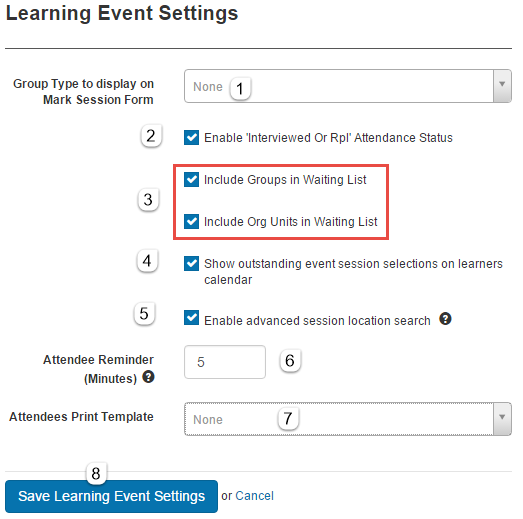 Learning Event Settings
Group Type to display on
Mark Session Form
None
1
2
Enable 'Interviewed Or Rpl' Attendance Status
Include Groups in Waiting List
3
Include Org Units in Waiting List
4
Show outstanding event session selections on learners
calendar
5
Enable advanced session location search ?
Attendee Reminder
(Minutes) ?
5
6
Attendees Print Template
None
7
8
Save Learning Event Settings or Cancel